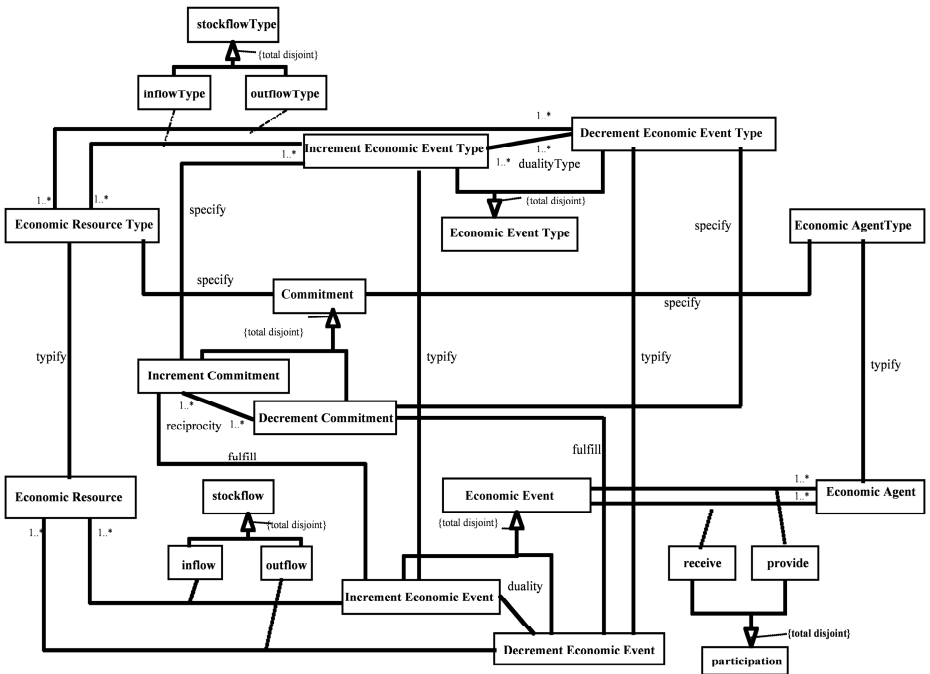 stockflowType
{total disjoint}
inflowType
outflowType
1..*
Decrement Economic Event Type
Increment Economic Event Type
1..*
1..*
1..*
dualityType
1..*
1..*
{total disjoint}
specify
Economic Resource Type
Economic Event Type
specify
Economic AgentType
specify
Commitment
specify
{total disjoint}
typify
typify
typify
typify
Increment Commitment
1..*
Decrement Commitment
reciprocity
1..*
fulfill
fulfill
Economic Resource
stockflow
Economic Event
1..*
1..*
Economic Agent
{total disjoint}
{total disjoint}
1..*
1..*
inflow
outflow
receive
provide
duality
Increment Economic Event
{total disjoint}
Decrement Economic Event
participation